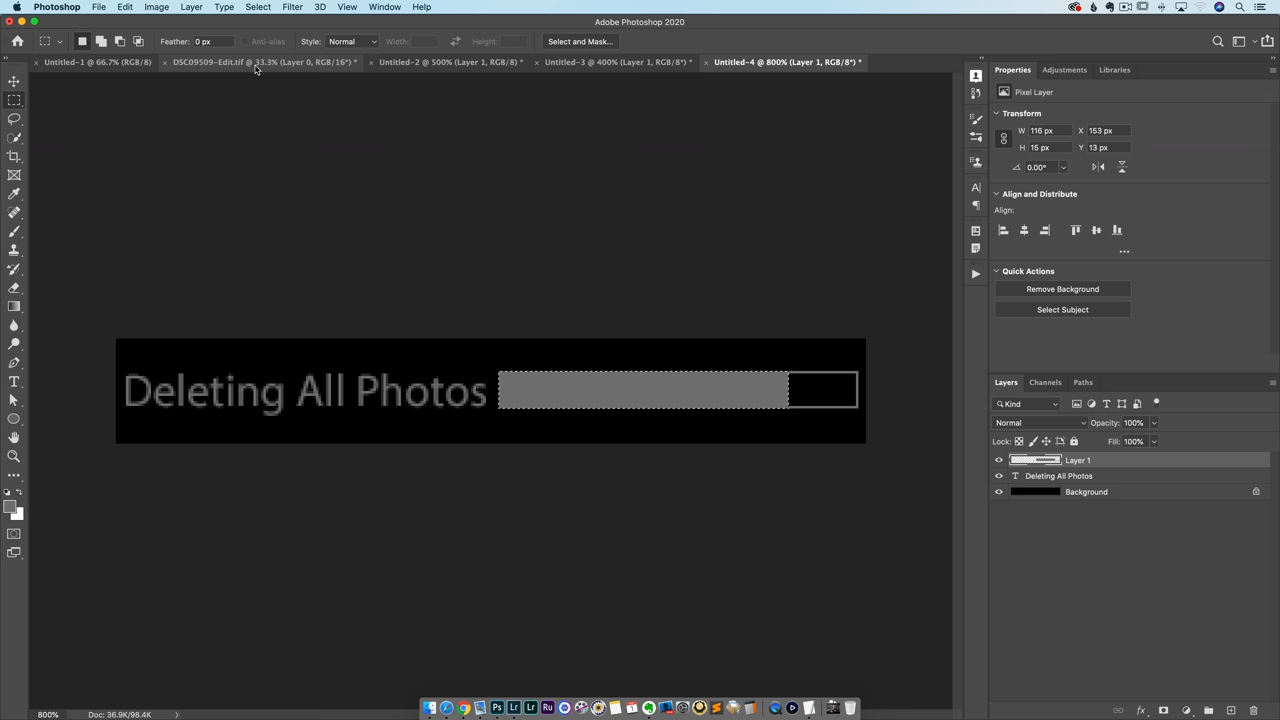 Photoshop File Edit Image Layer Type Select Filter 3D View Window Help
Adobe Photoshop 2020
Feather: 0 px Anti-alias Style: Normal Width: Height: Select and Mask...
Untitled-1 @ 66.7% (RGB/8) DSC09509-Edit.tif @ 33.3% (Layer 0, RGB/16*) * Untitled-2 @ 500% (Layer 1, RGB/8) * Untitled-3 @ 400% (Layer 1, RGB/8*) * Untitled-4 @ 800% (Layer 1, RGB/8*) *
Properties Adjustments Libraries
Pixel Layer
Transform
W 116 px X 153 px
H 15 px Y 13 px
0.00°
Align and Distribute
Align:
Quick Actions
Remove Background
Select Subject
Deleting All Photos
Layers Channels Paths
Kind
Normal Opacity: 100%
Lock: Fill: 100%
Layer 1
Deleting All Photos
Background
800% Doc: 36.9K/98.4K